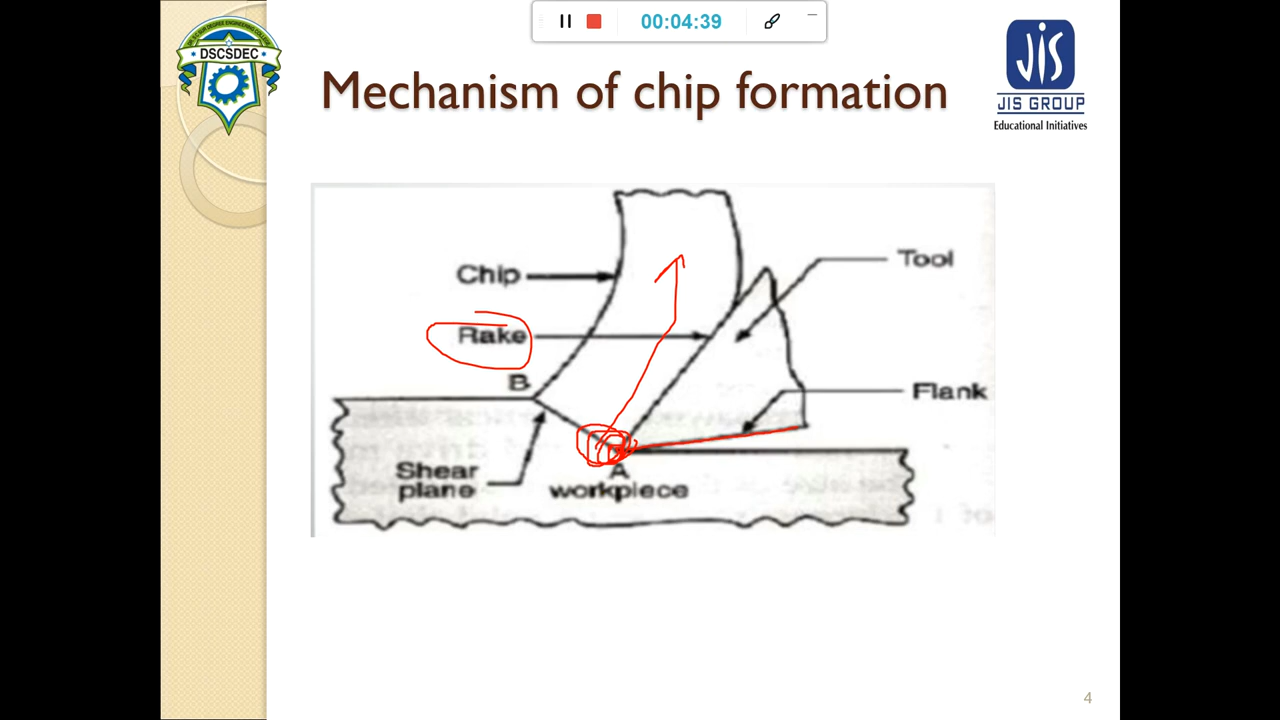 00:04:39
DSCSDEC
JIS
JIS GROUP
Educational Initiatives
Mechanism of chip formation
Chip
Tool
Rake
B
Flank
Shear
plane
A
workpiece
4